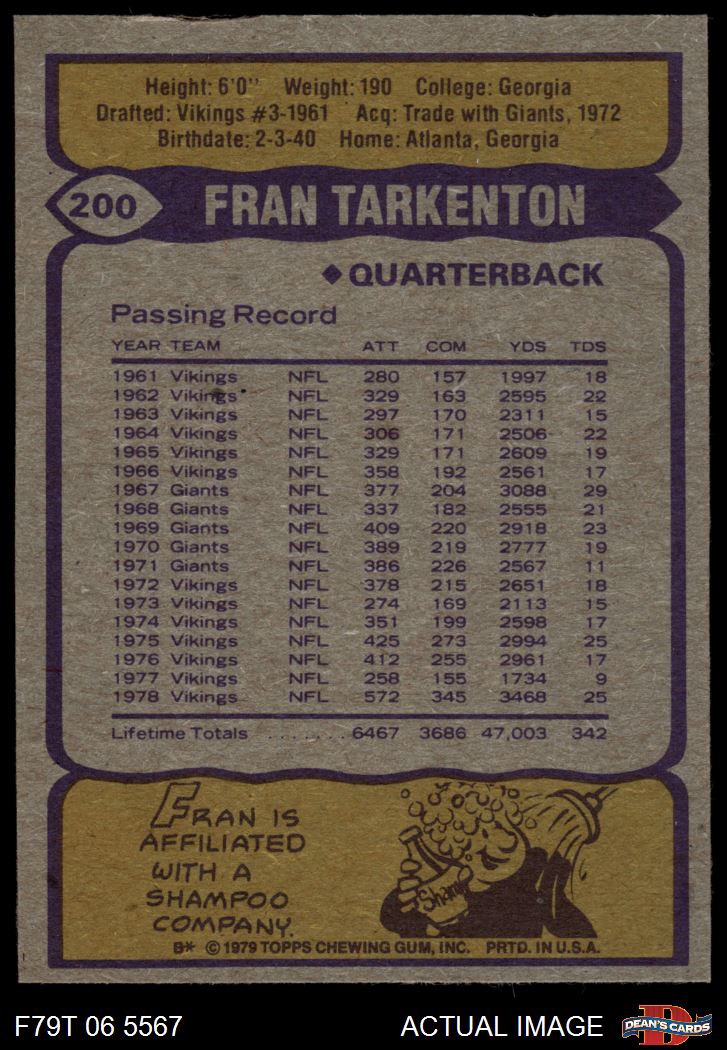 Height: 6'0" Weight: 190 College: Georgia
Drafted: Vikings #3-1961 Acq: Trade with Giants, 1972
Birthdate: 2-3-40 Home: Atlanta, Georgia
200 FRAN TARKENTON
◆ QUARTERBACK
Passing Record
YEAR TEAM ATT COM YDS TDS
1961 Vikings NFL 280 157 1997 18
1962 Vikings NFL 329 163 2595 22
1963 Vikings NFL 297 170 2311 15
1964 Vikings NFL 306 171 2506 22
1965 Vikings NFL 329 171 2609 19
1966 Vikings NFL 358 192 2561 17
1967 Giants NFL 377 204 3088 29
1968 Giants NFL 337 182 2555 21
1969 Giants NFL 409 220 2918 23
1970 Giants NFL 389 219 2777 19
1971 Giants NFL 386 226 2567 11
1972 Vikings NFL 378 215 2651 18
1973 Vikings NFL 274 169 2113 15
1974 Vikings NFL 351 199 2598 17
1975 Vikings NFL 425 273 2994 25
1976 Vikings NFL 412 255 2961 17
1977 Vikings NFL 258 155 1734 9
1978 Vikings NFL 572 345 3468 25
Lifetime Totals ....... 6467 3686 47,003 342
FRAN IS
AFFILIATED
WITH A
SHAMPOO
COMPANY.
Sham
B* © 1979 TOPPS CHEWING GUM, INC. PRTD. IN U.S.A.
F79T 06 5567 ACTUAL IMAGE
D
DEAN'S CARDS